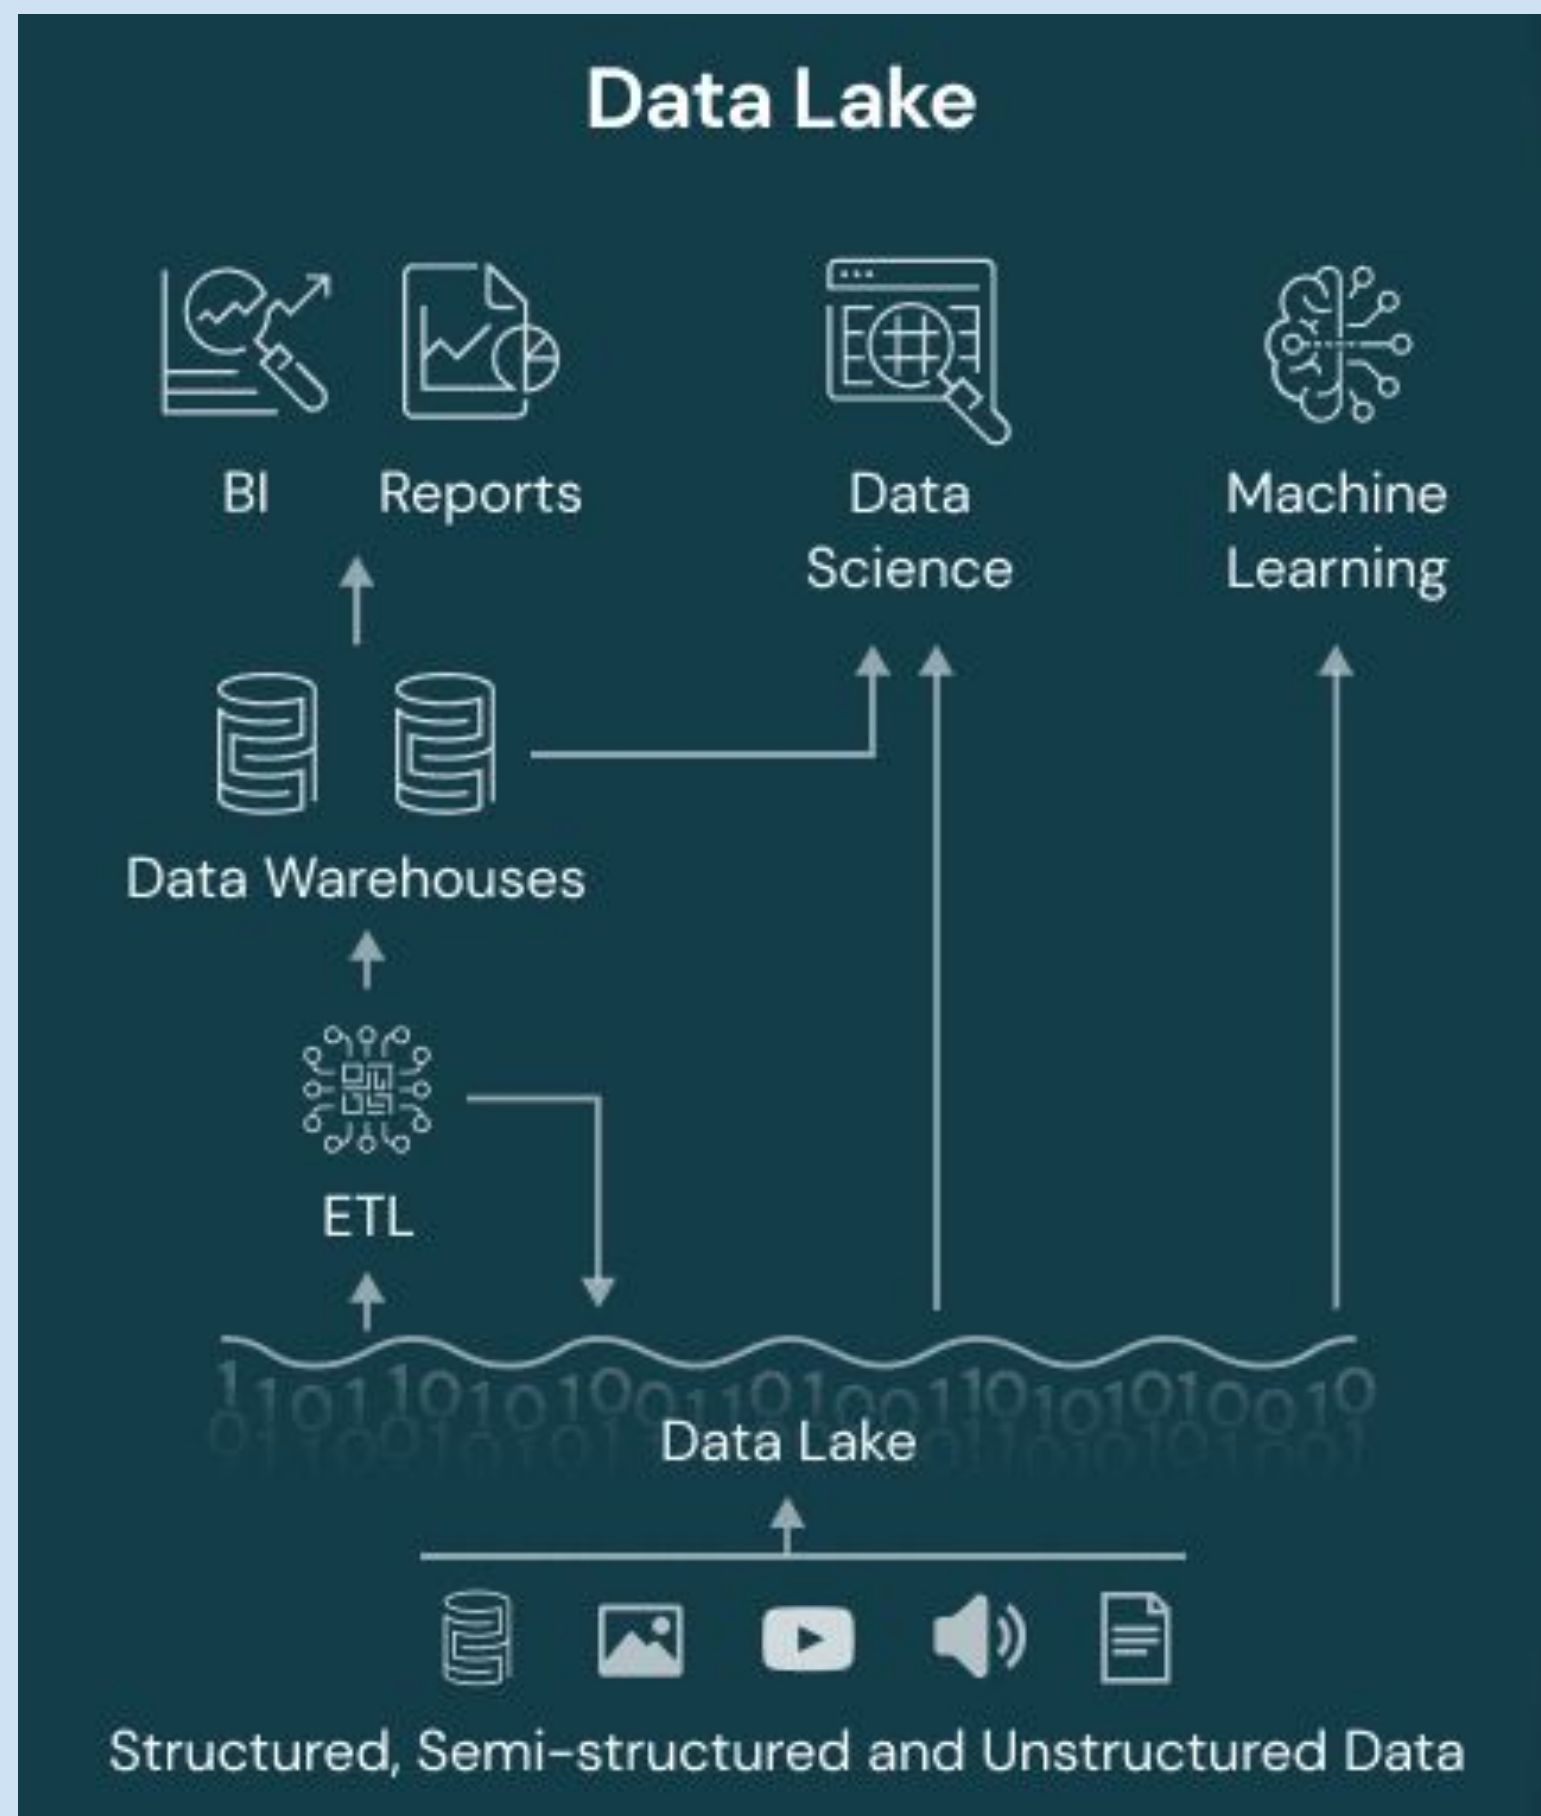 Data Lake
BI
Reports
Data
Science
Machine
Learning
Data Warehouses
ETL
Data Lake
Structured, Semi-structured and Unstructured Data